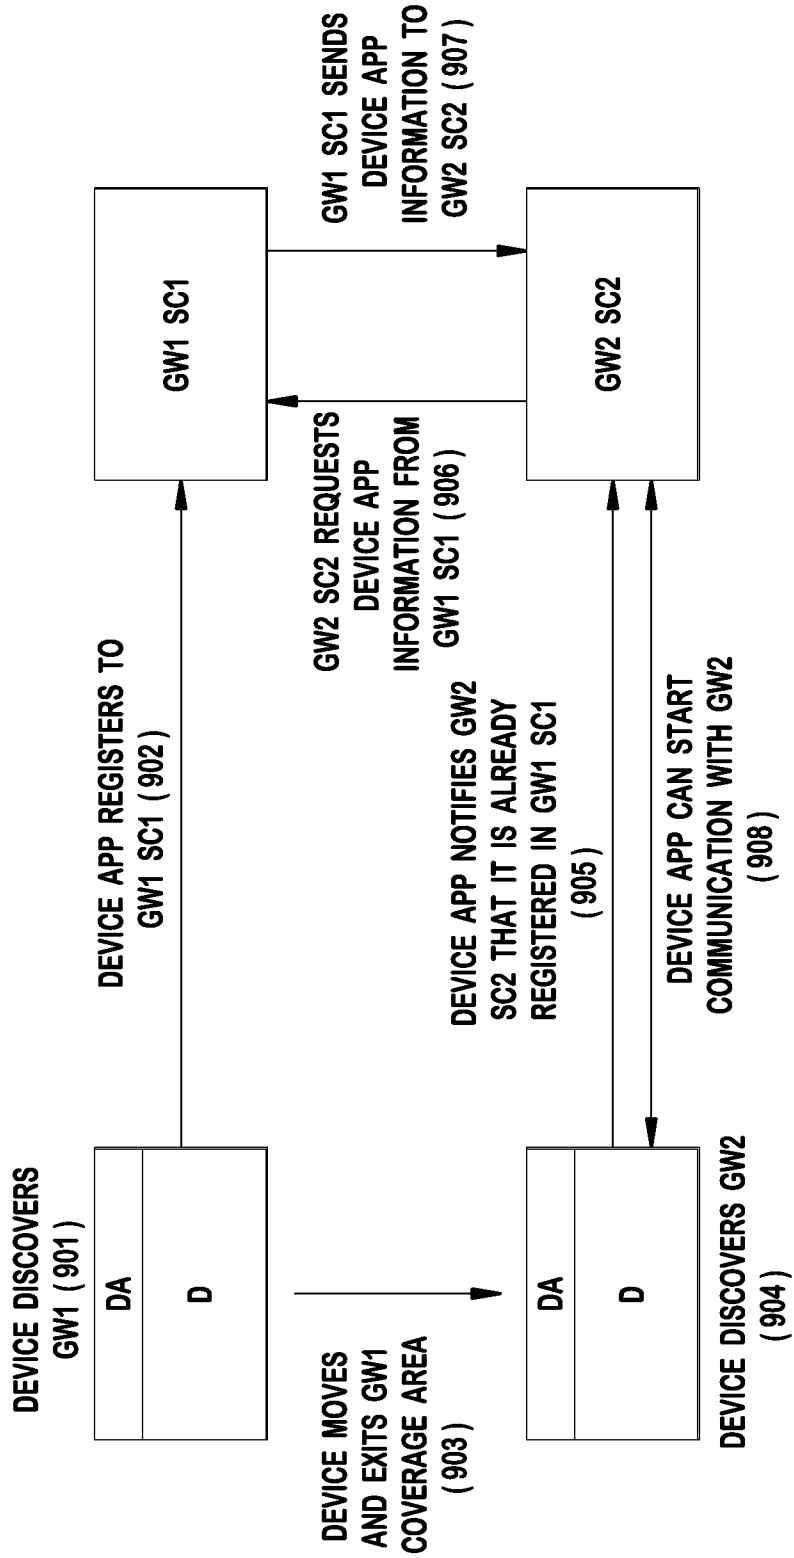 DEVICE DISCOVERS
GW1 (901)
DA
D
DEVICE APP REGISTERS TO
GW1 SC1 (902)
GW1 SC1
DEVICE MOVES
AND EXITS GW1
COVERAGE AREA
(903)
GW2 SC2 REQUESTS
DEVICE APP
INFORMATION FROM
GW1 SC1 (906)
GW1 SC1 SENDS
DEVICE APP
INFORMATION TO
GW2 SC2 (907)
DEVICE APP NOTIFIES GW2
SC2 THAT IT IS ALREADY
REGISTERED IN GW1 SC1
(905)
DA
D
GW2 SC2
DEVICE APP CAN START
COMMUNICATION WITH GW2
(908)
DEVICE DISCOVERS GW2
(904)